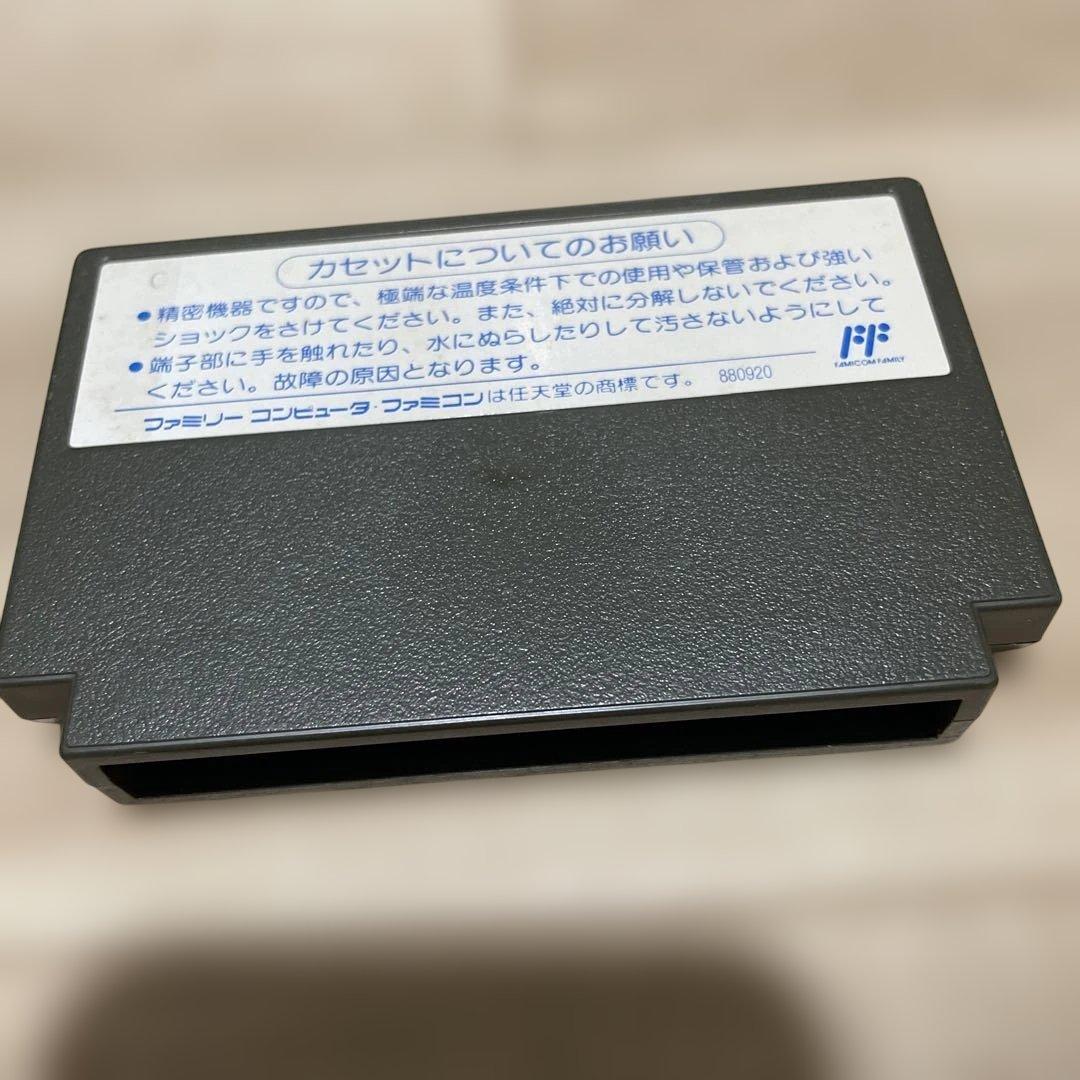 カセットについてのお願い
●精密機器ですので、極端な温度条件下での使用や保管および強い
ショックをさけてください。また、絶対に分解しないでください。
●端子部に手を触れたり、水にぬらしたりして汚さないようにして
ください。故障の原因となります。
FAMICOM FAMILY
ファミリーコンピュータ・ファミコンは任天堂の商標です。 880920